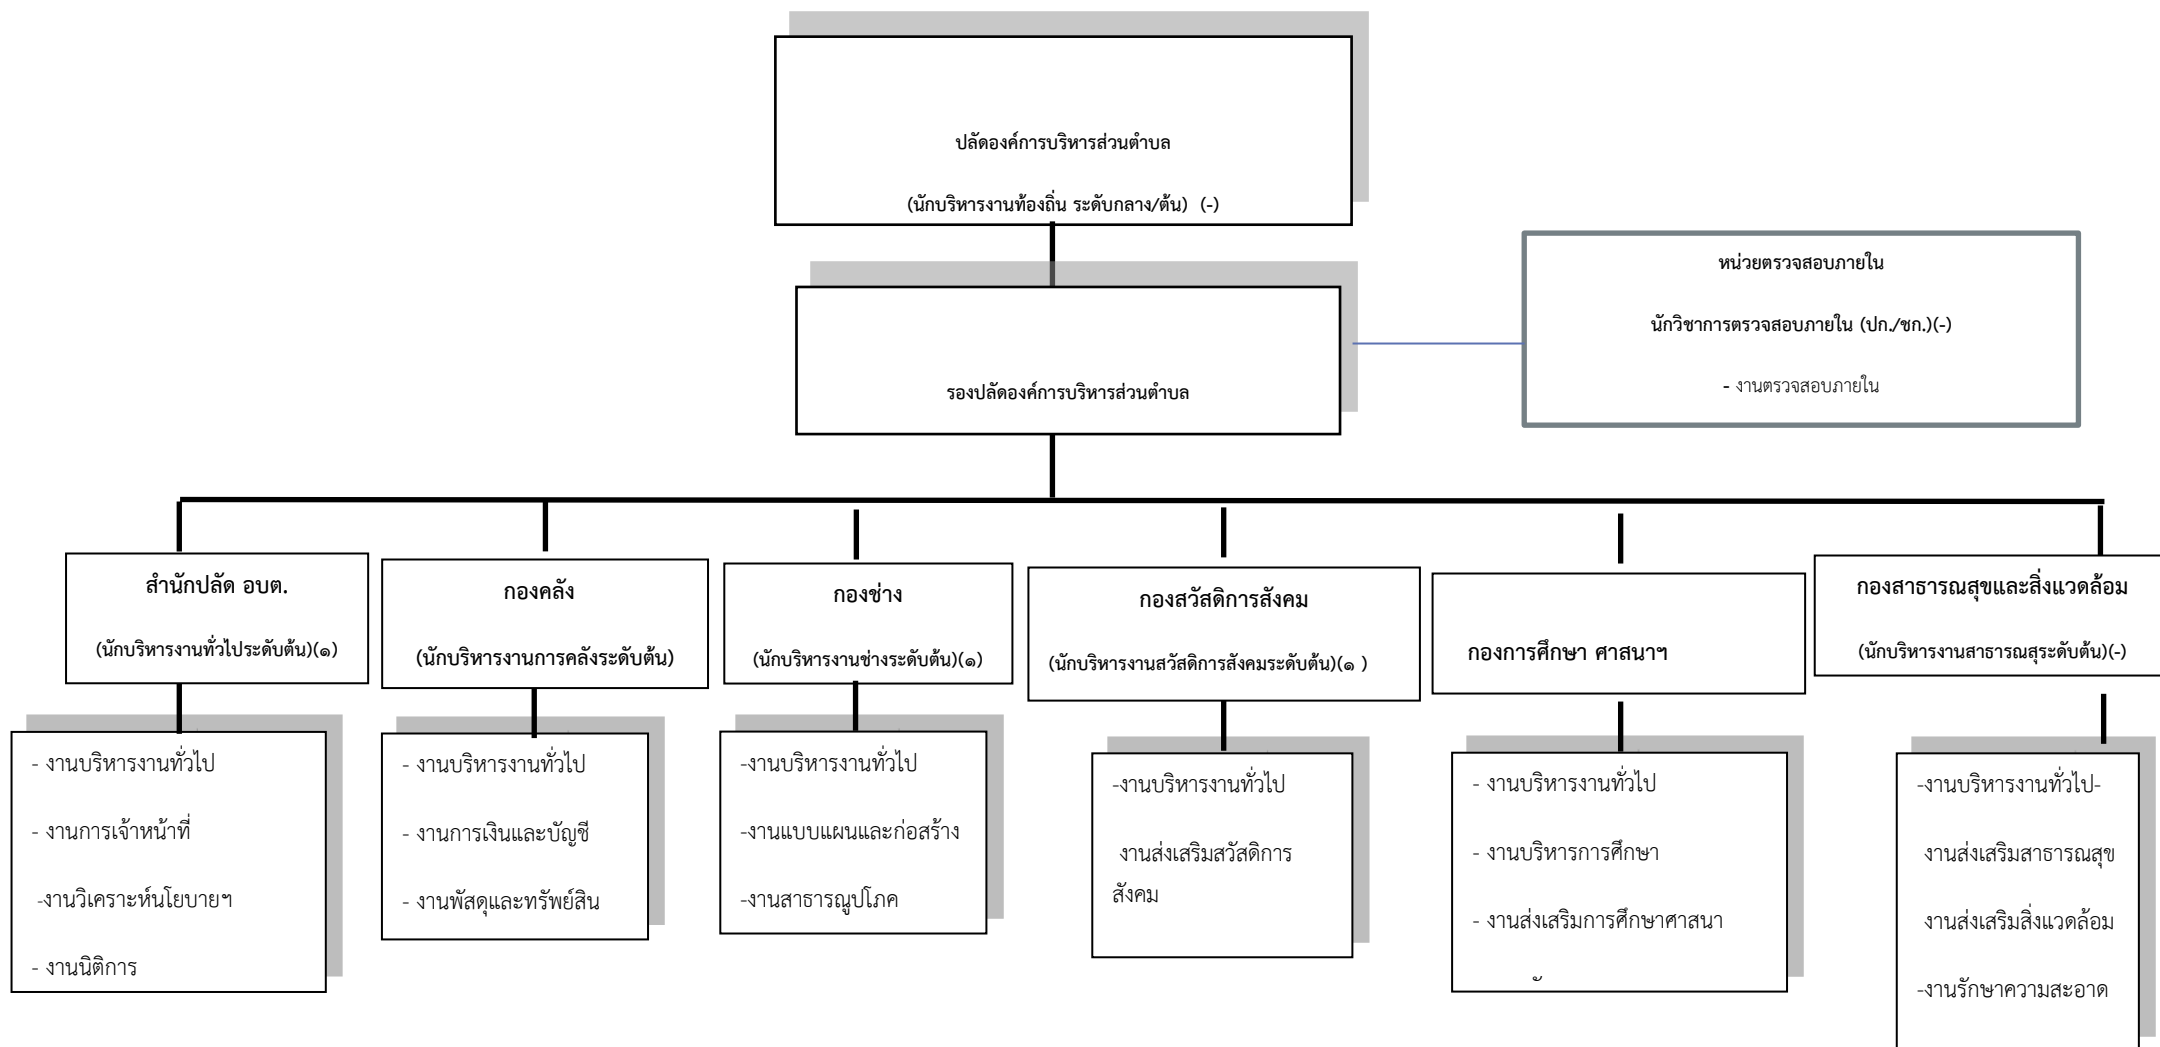 ปลัดองค์การบริหารส่วนตำบล
(นักบริหารงานท้องถิ่น ระดับกลาง/ต้น) (-)
หน่วยตรวจสอบภายใน
นักวิชาการตรวจสอบภายใน (ปก./ชก.)(-)
- งานตรวจสอบภายใน
รองปลัดองค์การบริหารส่วนตำบล
สำนักปลัด อบต.
(นักบริหารงานทั่วไประดับต้น)(๑)
กองคลัง
(นักบริหารงานการคลังระดับต้น)
กองช่าง
(นักบริหารงานช่างระดับต้น)(๑)
กองสวัสดิการสังคม
(นักบริหารงานสวัสดิการสังคมระดับต้น)(๑ )
กองการศึกษา ศาสนาฯ
กองสาธารณสุขและสิ่งแวดล้อม
(นักบริหารงานสาธารณสุระดับต้น)(-)
- งานบริหารงานทั่วไป
- งานการเจ้าหน้าที่
-งานวิเคราะห์นโยบายฯ
- งานนิติการ
- งานบริหารงานทั่วไป
- งานการเงินและบัญชี
- งานพัสดุและทรัพย์สิน
-งานบริหารงานทั่วไป
-งานแบบแผนและก่อสร้าง
-งานสาธารณูปโภค
-งานบริหารงานทั่วไป
งานส่งเสริมสวัสดิการ
สังคม
- งานบริหารงานทั่วไป
- งานบริหารการศึกษา
- งานส่งเสริมการศึกษาศาสนา
-งานบริหารงานทั่วไป-
งานส่งเสริมสาธารณสุข
งานส่งเสริมสิ่งแวดล้อม
-งานรักษาความสะอาด